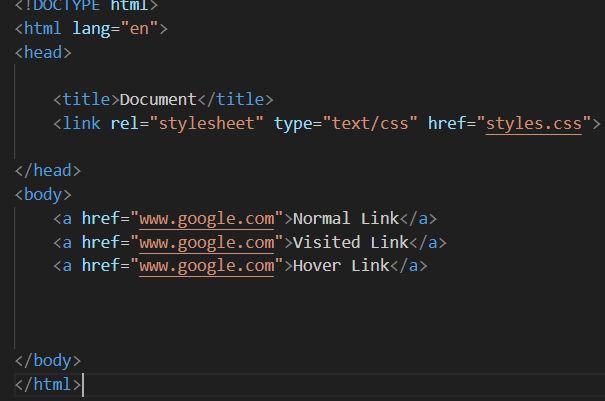 <!DOCTYPE html>
<html lang="en">
<head>
<title>Document</title>
<link rel="stylesheet" type="text/css" href="styles.css">
</head>
<body>
<a href="www.google.com">Normal Link</a>
<a href="www.google.com">Visited Link</a>
<a href="www.google.com">Hover Link</a>
</body>
</html>